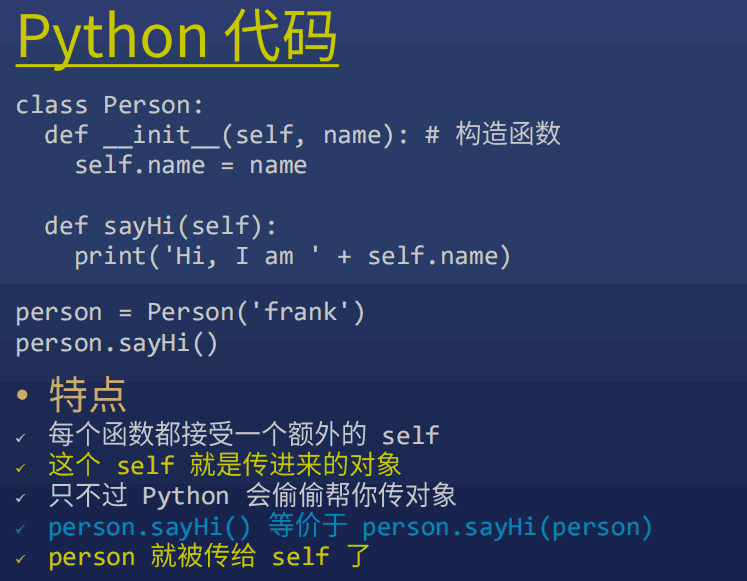 Python 代码
class Person:
  def __init__(self, name): # 构造函数
    self.name = name
  def sayHi(self):
    print('Hi, I am ' + self.name)
person = Person('frank')
person.sayHi()
• 特点
✓ 每个函数都接受一个额外的 self
✓ 这个 self 就是传进来的对象
✓ 只不过 Python 会偷偷帮你传对象
✓ person.sayHi() 等价于 person.sayHi(person)
✓ person 就被传给 self 了